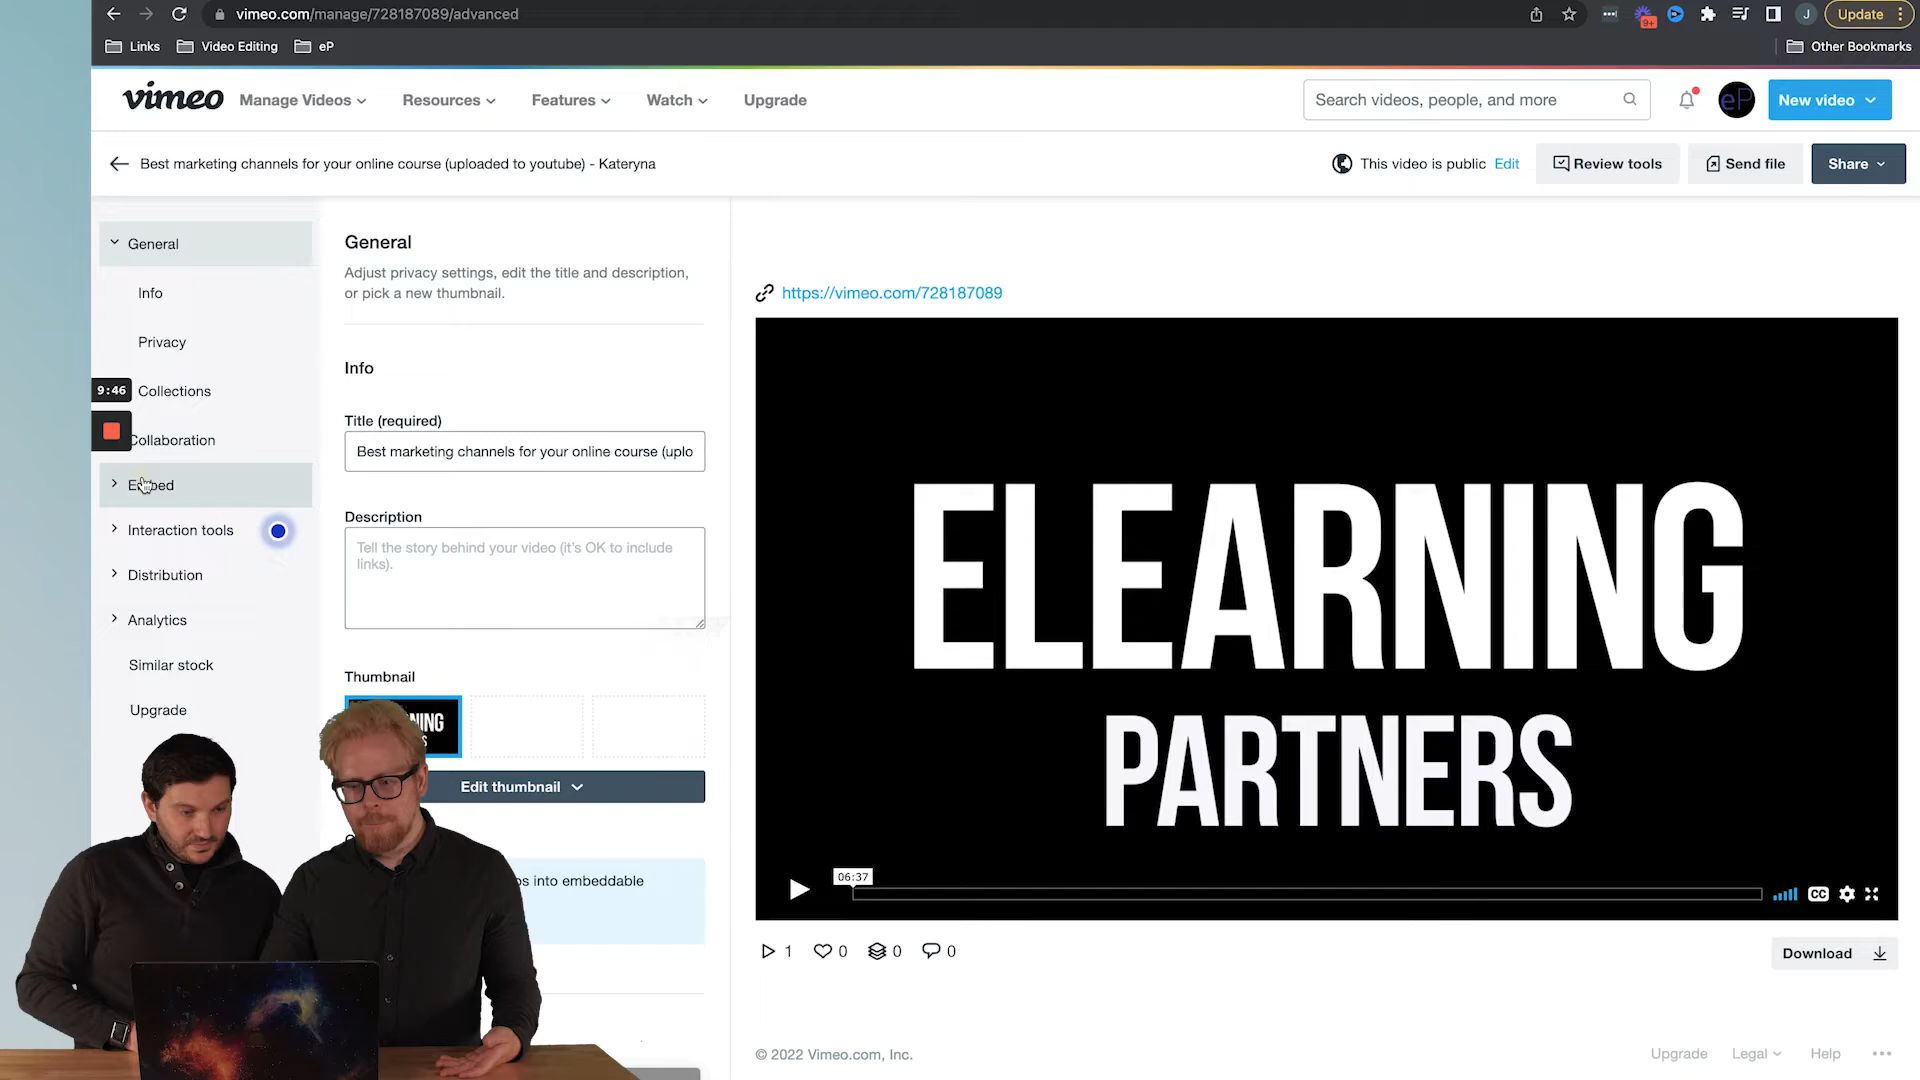 vimeo.com/manage/728187089/advanced
9+
J
Update
Links
Video Editing
eP
Other Bookmarks
vimeo
Manage Videos
Resources
Features
Watch
Upgrade
Search videos, people, and more
eP
New video
Best marketing channels for your online course (uploaded to youtube) - Kateryna
This video is public
Edit
Review tools
Send file
Share
General
Info
Privacy
9:46
Collections
Collaboration
Embed
Interaction tools
Distribution
Analytics
Similar stock
Upgrade
General
Adjust privacy settings, edit the title and description,
or pick a new thumbnail.
Info
Title (required)
Best marketing channels for your online course (uplo
Description
Tell the story behind your video (it's OK to include
links).
Thumbnail
Edit thumbnail
into embeddable
https://vimeo.com/728187089
ELEARNING
PARTNERS
06:37
CC
1
0
0
0
Download
© 2022 Vimeo.com, Inc.
Upgrade
Legal
Help